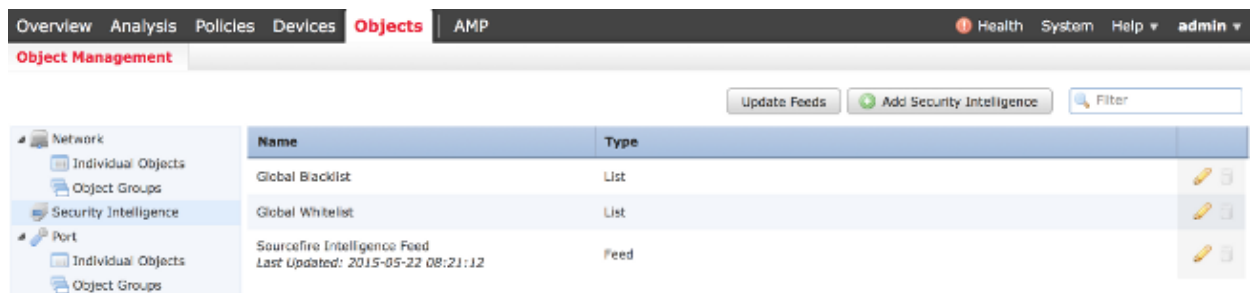 Overview Analysis Policies Devices Objects AMP Health System Help admin
Object Management
Update Feeds Add Security Intelligence Filter
Network
Individual Objects
Object Groups
Security Intelligence
Port
Individual Objects
Object Groups
Name Type
Global Blacklist List
Global Whitelist List
Sourcefire Intelligence Feed Feed
Last Updated: 2015-05-22 08:21:12